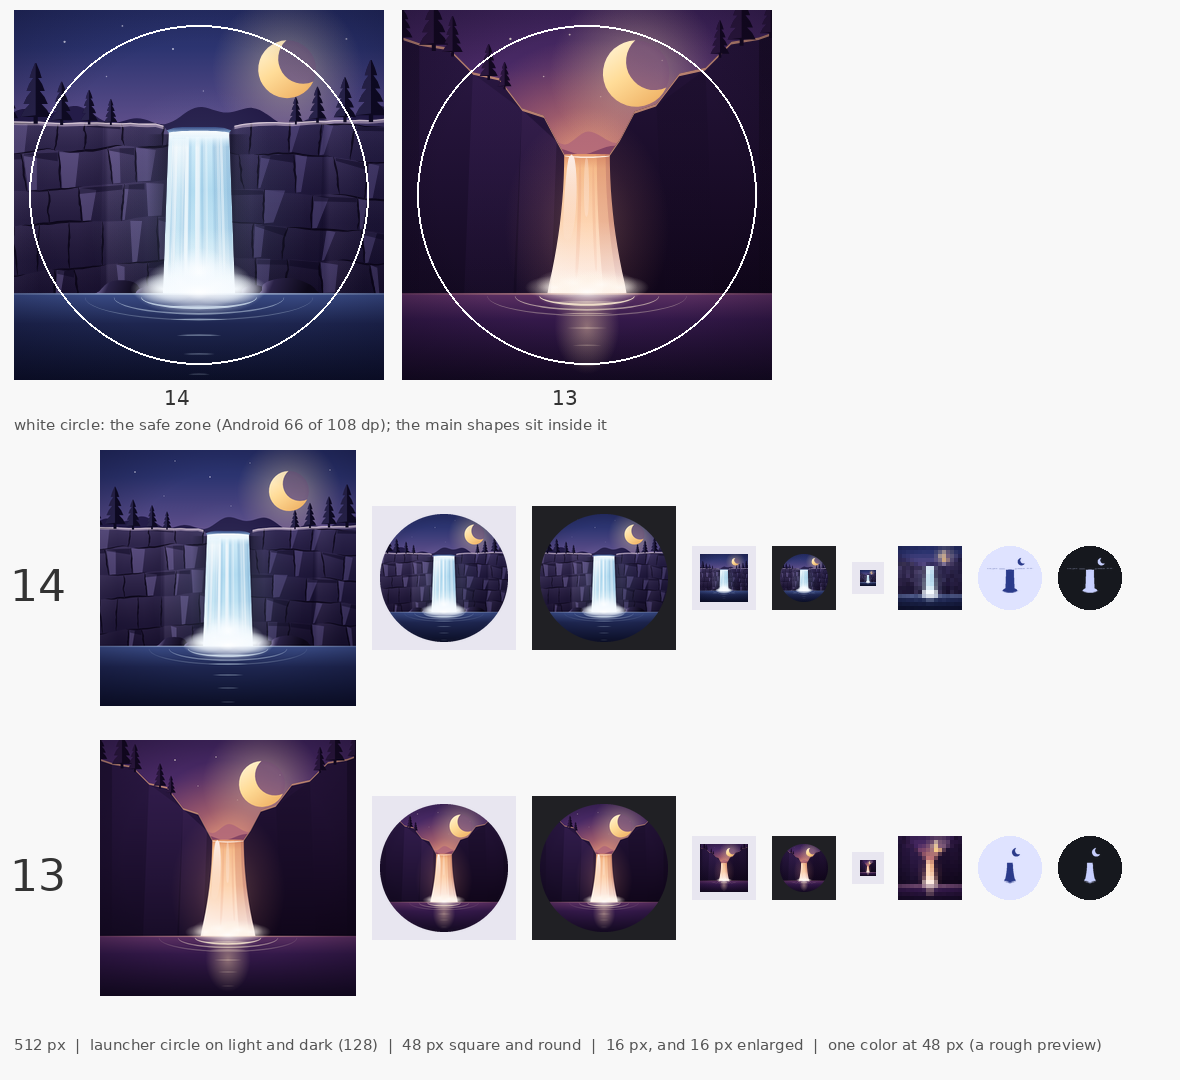 14
13
white circle: the safe zone (Android 66 of 108 dp); the main shapes sit inside it
14
13
512 px | launcher circle on light and dark (128) | 48 px square and round | 16 px, and 16 px enlarged | one color at 48 px (a rough preview)